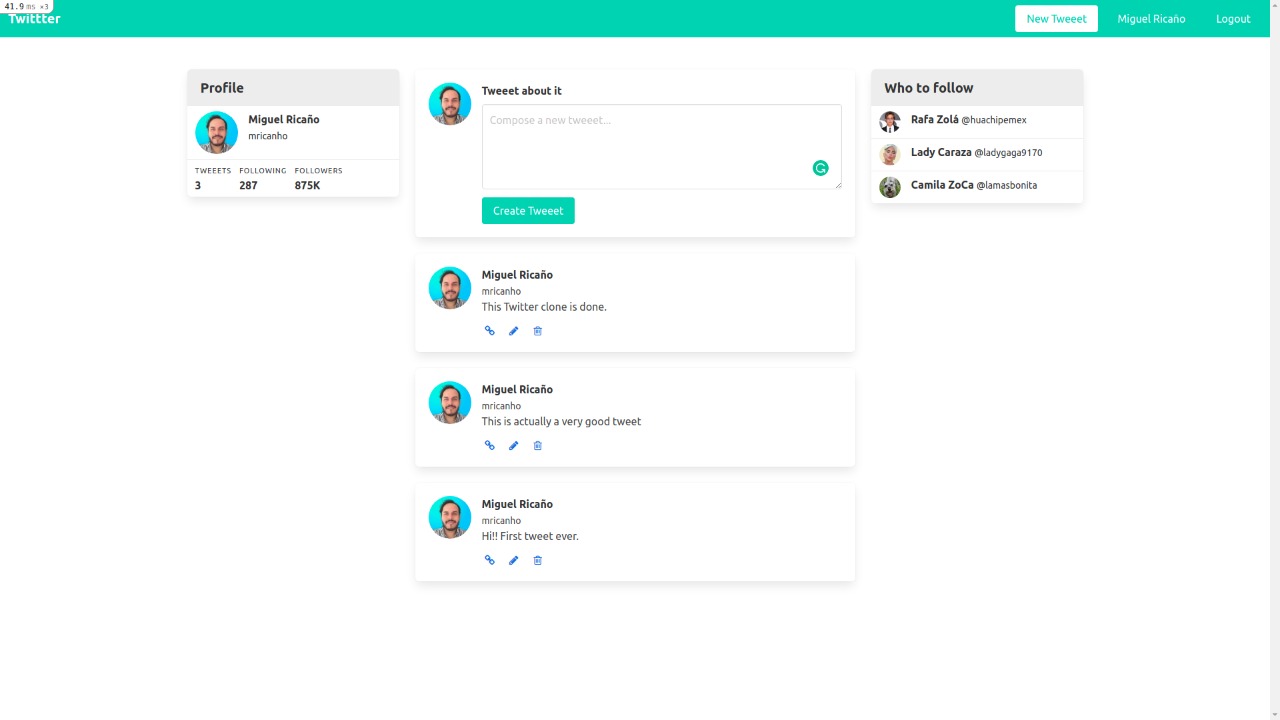 41.9 ms ×3
Twittter
New Tweeet
Miguel Ricaño
Logout
Profile
Miguel Ricaño
mricanho
TWEEETS FOLLOWING FOLLOWERS
3 287 875K
Tweeet about it
Compose a new tweeet...
Create Tweeet
Miguel Ricaño
mricanho
This Twitter clone is done.
Miguel Ricaño
mricanho
This is actually a very good tweet
Miguel Ricaño
mricanho
Hi!! First tweet ever.
Who to follow
Rafa Zolá @huachipemex
Lady Caraza @ladygaga9170
Camila ZoCa @lamasbonita